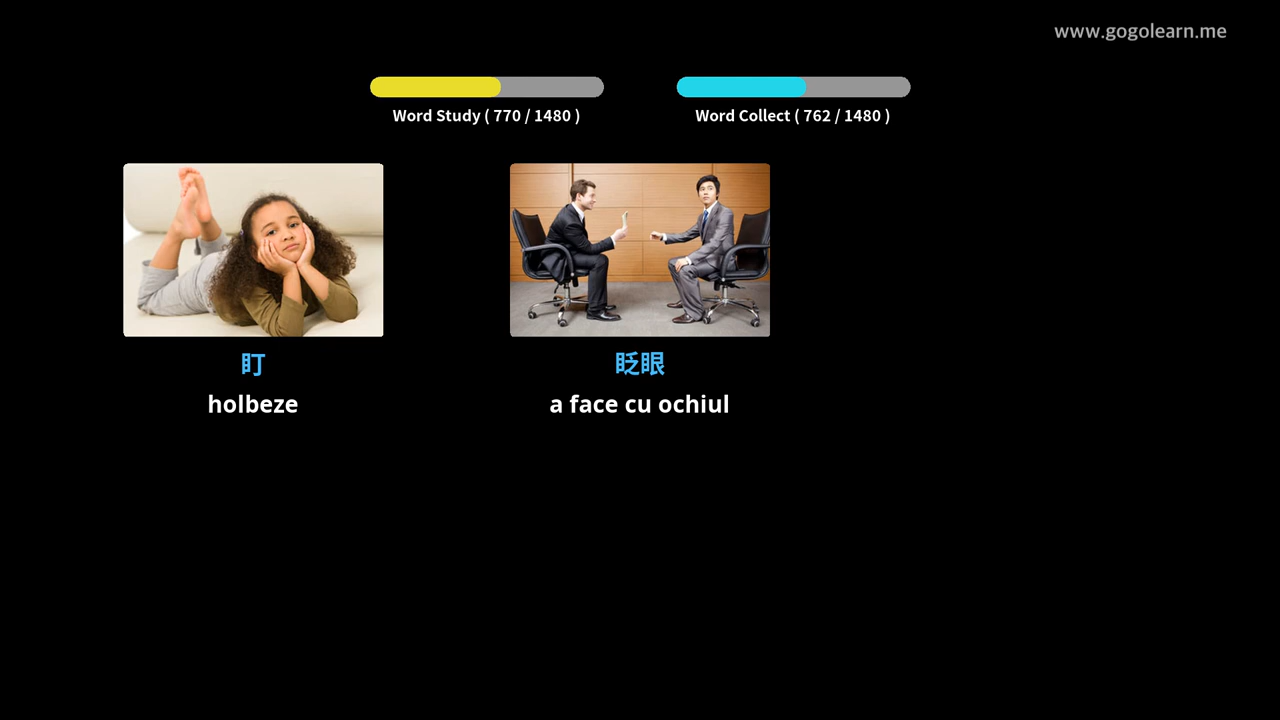 www.gogolearn.me
Word Study ( 770 / 1480 )
Word Collect ( 762 / 1480 )
盯
holbeze
眨眼
a face cu ochiul